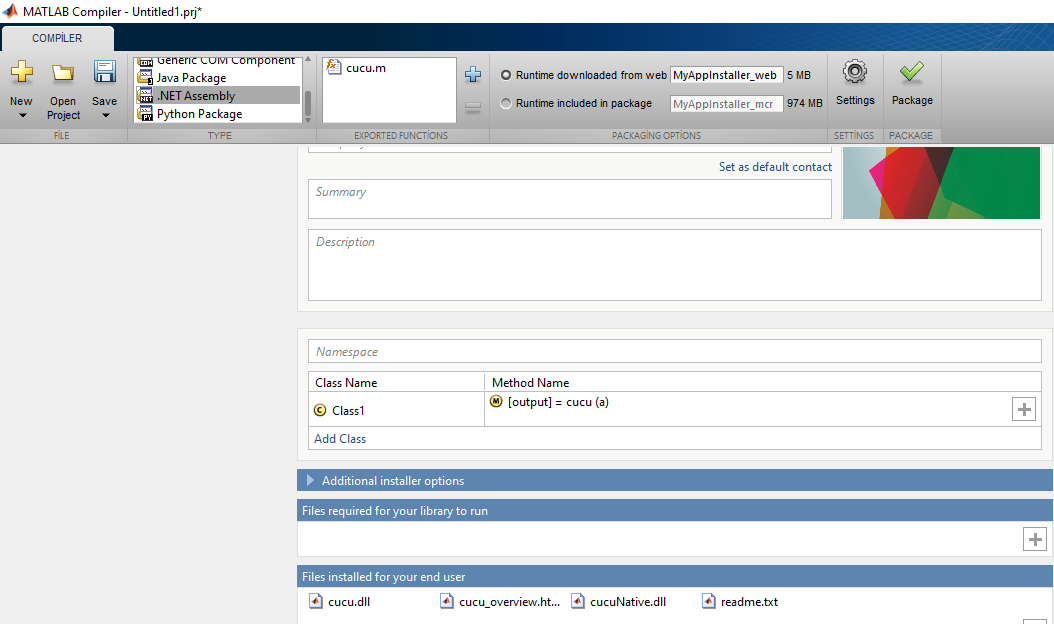 MATLAB Compiler - Untitled1.prj*
COMPİLER
New
Open
Project
Save
FİLE
Generic COM Component
Java Package
.NET Assembly
Python Package
TYPE
cucu.m
EXPORTED FUNCTİONS
Runtime downloaded from web MyAppInstaller_web 5 MB
Runtime included in package MyAppInstaller_mcr 974 MB
PACKAGİNG OPTİONS
Settings
SETTİNGS
Package
PACKAGE
Set as default contact
Summary
Description
Namespace
Class Name Method Name
Class1 [output] = cucu (a)
Add Class
Additional installer options
Files required for your library to run
Files installed for your end user
cucu.dll cucu_overview.ht... cucuNative.dll readme.txt